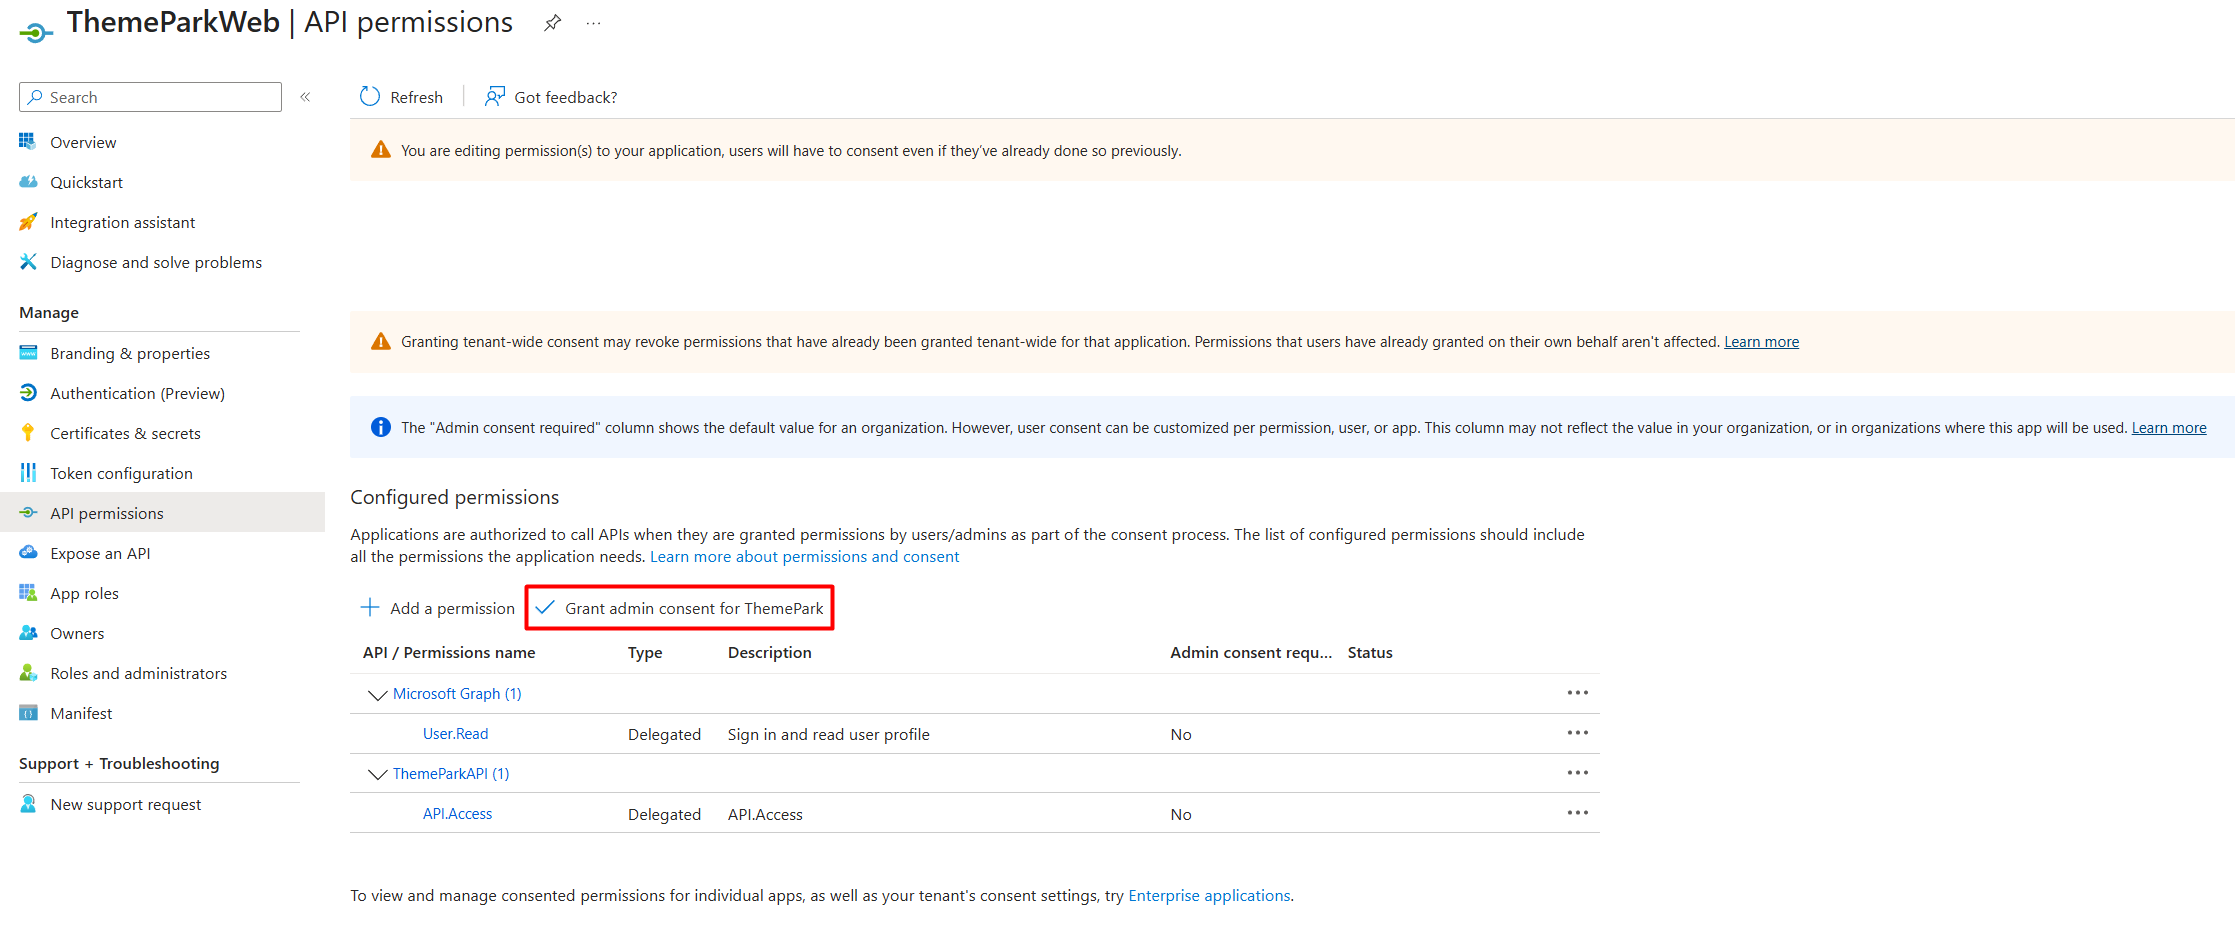 ThemeParkWeb | API permissions
Search
Refresh
Got feedback?
Overview
Quickstart
Integration assistant
Diagnose and solve problems
Manage
Branding & properties
Authentication (Preview)
Certificates & secrets
Token configuration
API permissions
Expose an API
App roles
Owners
Roles and administrators
Manifest
Support + Troubleshooting
New support request
You are editing permission(s) to your application, users will have to consent even if they've already done so previously.
Granting tenant-wide consent may revoke permissions that have already been granted tenant-wide for that application. Permissions that users have already granted on their own behalf aren't affected. Learn more
The "Admin consent required" column shows the default value for an organization. However, user consent can be customized per permission, user, or app. This column may not reflect the value in your organization, or in organizations where this app will be used. Learn more
Configured permissions
Applications are authorized to call APIs when they are granted permissions by users/admins as part of the consent process. The list of configured permissions should include
all the permissions the application needs. Learn more about permissions and consent
Add a permission
Grant admin consent for ThemePark
API / Permissions name Type Description Admin consent requ... Status
Microsoft Graph (1)
User.Read Delegated Sign in and read user profile No
ThemeParkAPI (1)
API.Access Delegated API.Access No
To view and manage consented permissions for individual apps, as well as your tenant's consent settings, try Enterprise applications.